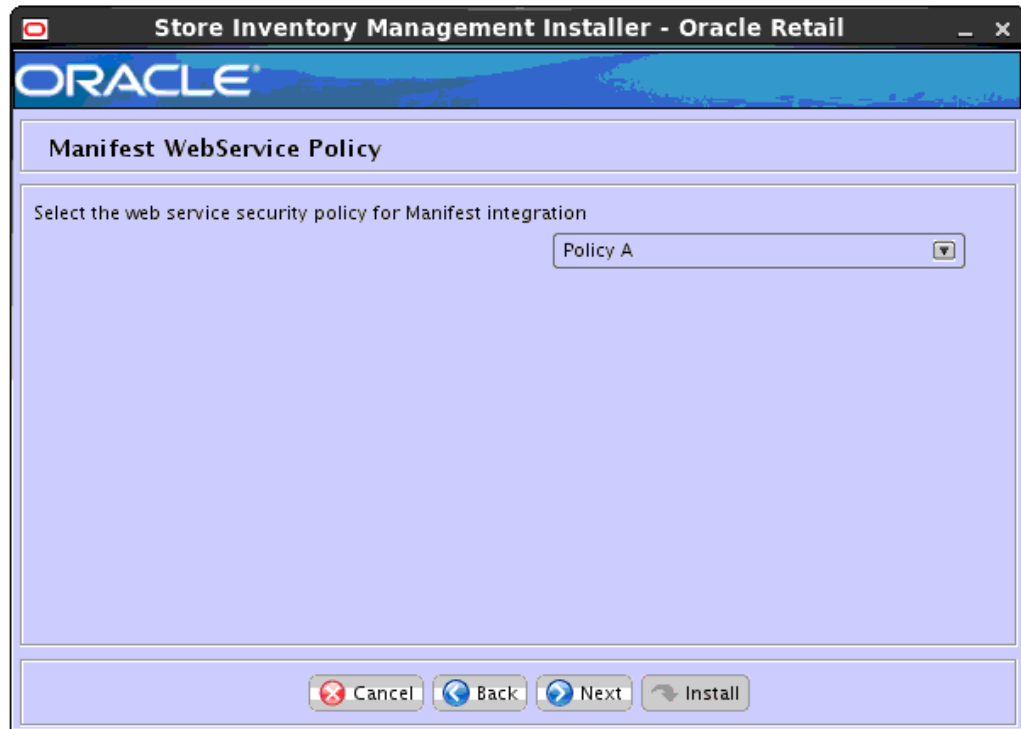 Store Inventory Management Installer - Oracle Retail
ORACLE
Manifest WebService Policy
Select the web service security policy for Manifest integration
Policy A
Cancel Back Next Install